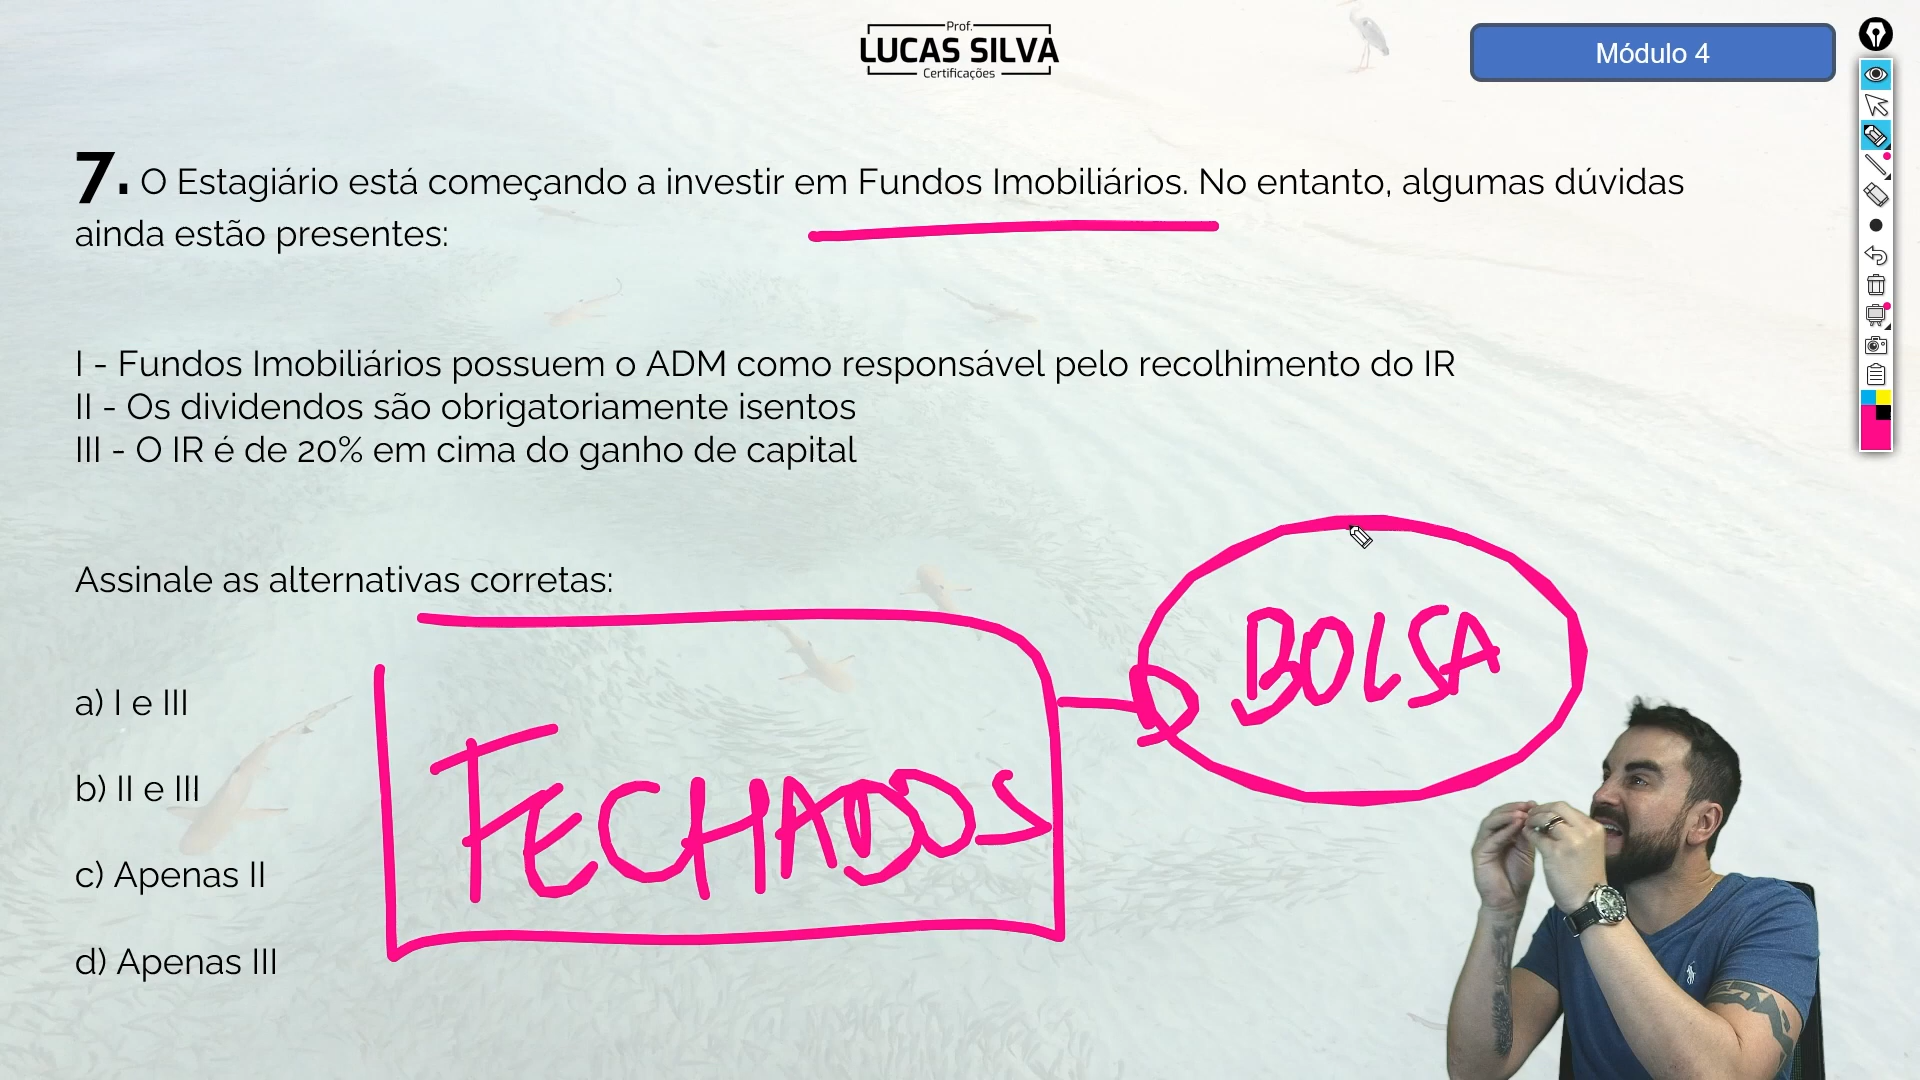 Prof.
LUCAS SILVA
Certificações
Módulo 4
7. O Estagiário está começando a investir em Fundos Imobiliários. No entanto, algumas dúvidas
ainda estão presentes:
I - Fundos Imobiliários possuem o ADM como responsável pelo recolhimento do IR
II - Os dividendos são obrigatoriamente isentos
III - O IR é de 20% em cima do ganho de capital
Assinale as alternativas corretas:
a) I e III
b) II e III
c) Apenas II
d) Apenas III
FECHADOS
BOLSA